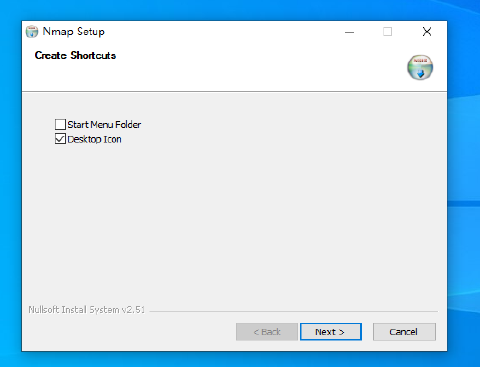 Nmap Setup
Create Shortcuts
Start Menu Folder
Desktop Icon
Nullsoft Install System v2.51
< Back
Next >
Cancel